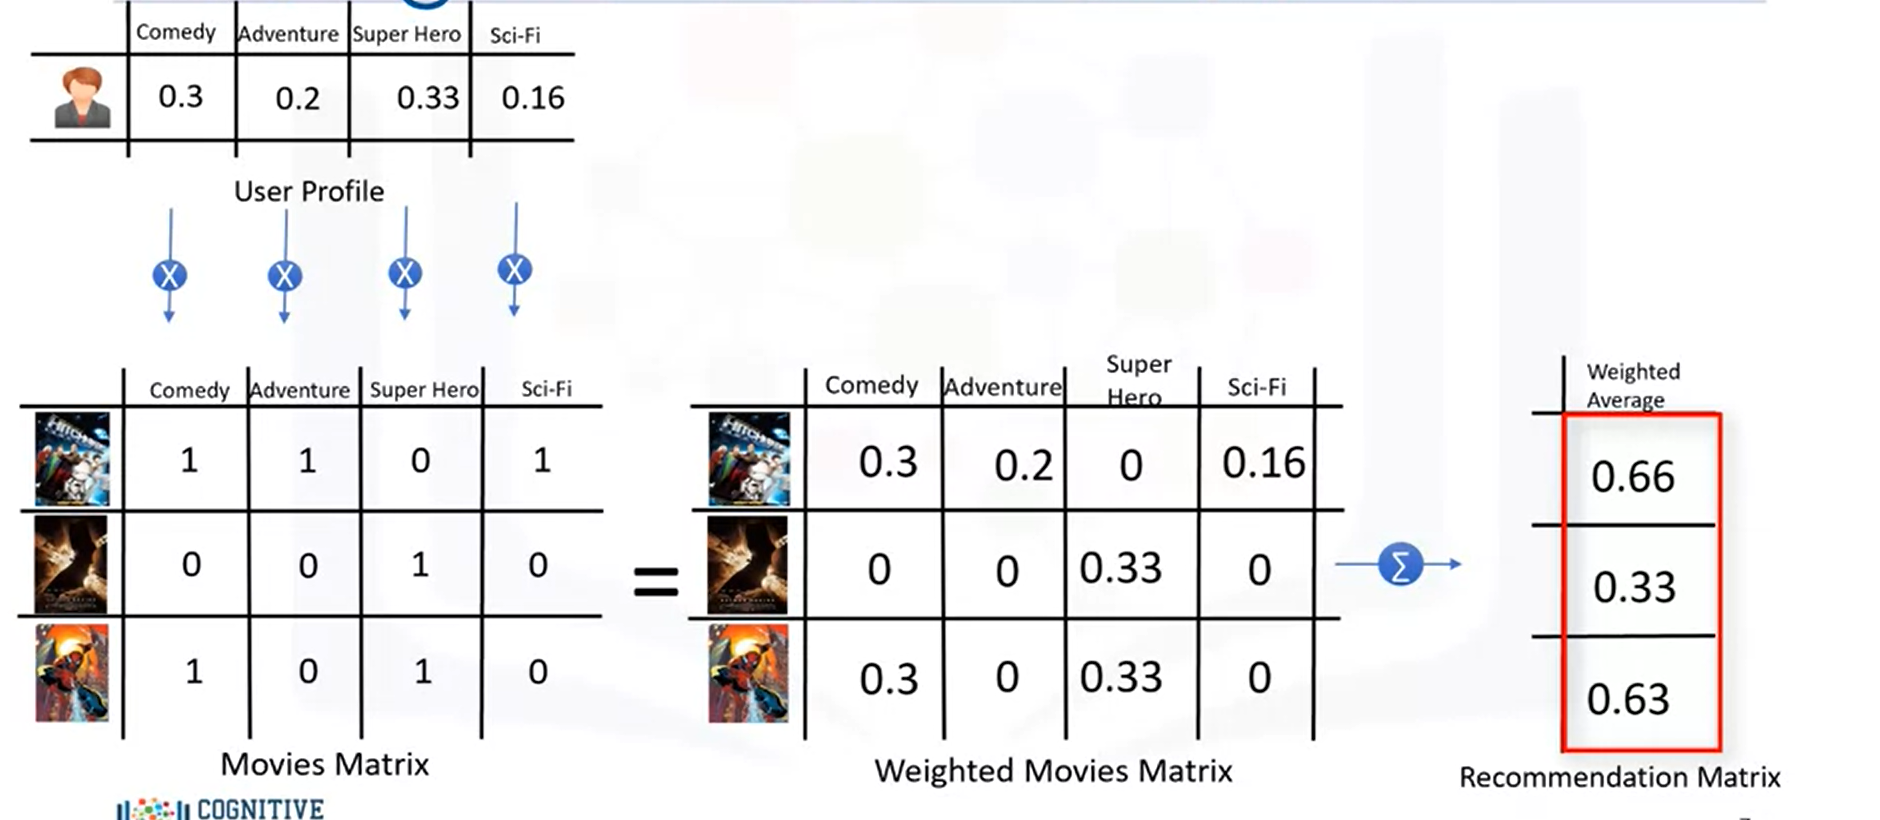 Comedy Adventure Super Hero Sci-Fi
0.3 0.2 0.33 0.16
User Profile
X X X X
Comedy Adventure Super Hero Sci-Fi
1 1 0 1
0 0 1 0
1 0 1 0
Movies Matrix
=
Super
Comedy Adventure Hero Sci-Fi
0.3 0.2 0 0.16
0 0 0.33 0
0.3 0 0.33 0
Weighted Movies Matrix
Σ
Weighted
Average
0.66
0.33
0.63
Recommendation Matrix
COGNITIVE